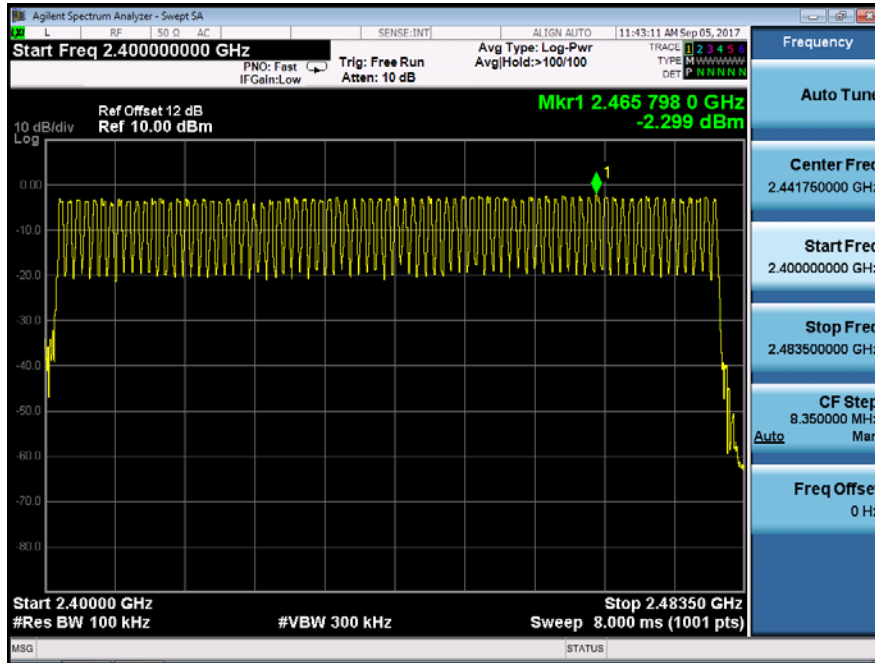 Agilent Spectrum Analyzer - Swept SA
L RF 50 Ω AC SENSE:INT ALIGN AUTO 11:43:11 AM Sep 05, 2017
Start Freq 2.400000000 GHz
PNO: Fast
IFGain:Low
Trig: Free Run
Atten: 10 dB
Avg Type: Log-Pwr
Avg|Hold:>100/100
TRACE 1 2 3 4 5 6
TYPE M W W W W W
DET P N N N N N
Mkr1 2.465 798 0 GHz
-2.299 dBm
Ref Offset 12 dB
10 dB/div Ref 10.00 dBm
Log
1
0.00
-10.0
-20.0
-30.0
-40.0
-50.0
-60.0
-70.0
-80.0
Start 2.40000 GHz Stop 2.48350 GHz
#Res BW 100 kHz #VBW 300 kHz Sweep 8.000 ms (1001 pts)
MSG STATUS
Frequency
Auto Tune
Center Freq
2.441750000 GHz
Start Freq
2.400000000 GHz
Stop Freq
2.483500000 GHz
CF Step
8.350000 MHz
Auto Man
Freq Offset
0 Hz